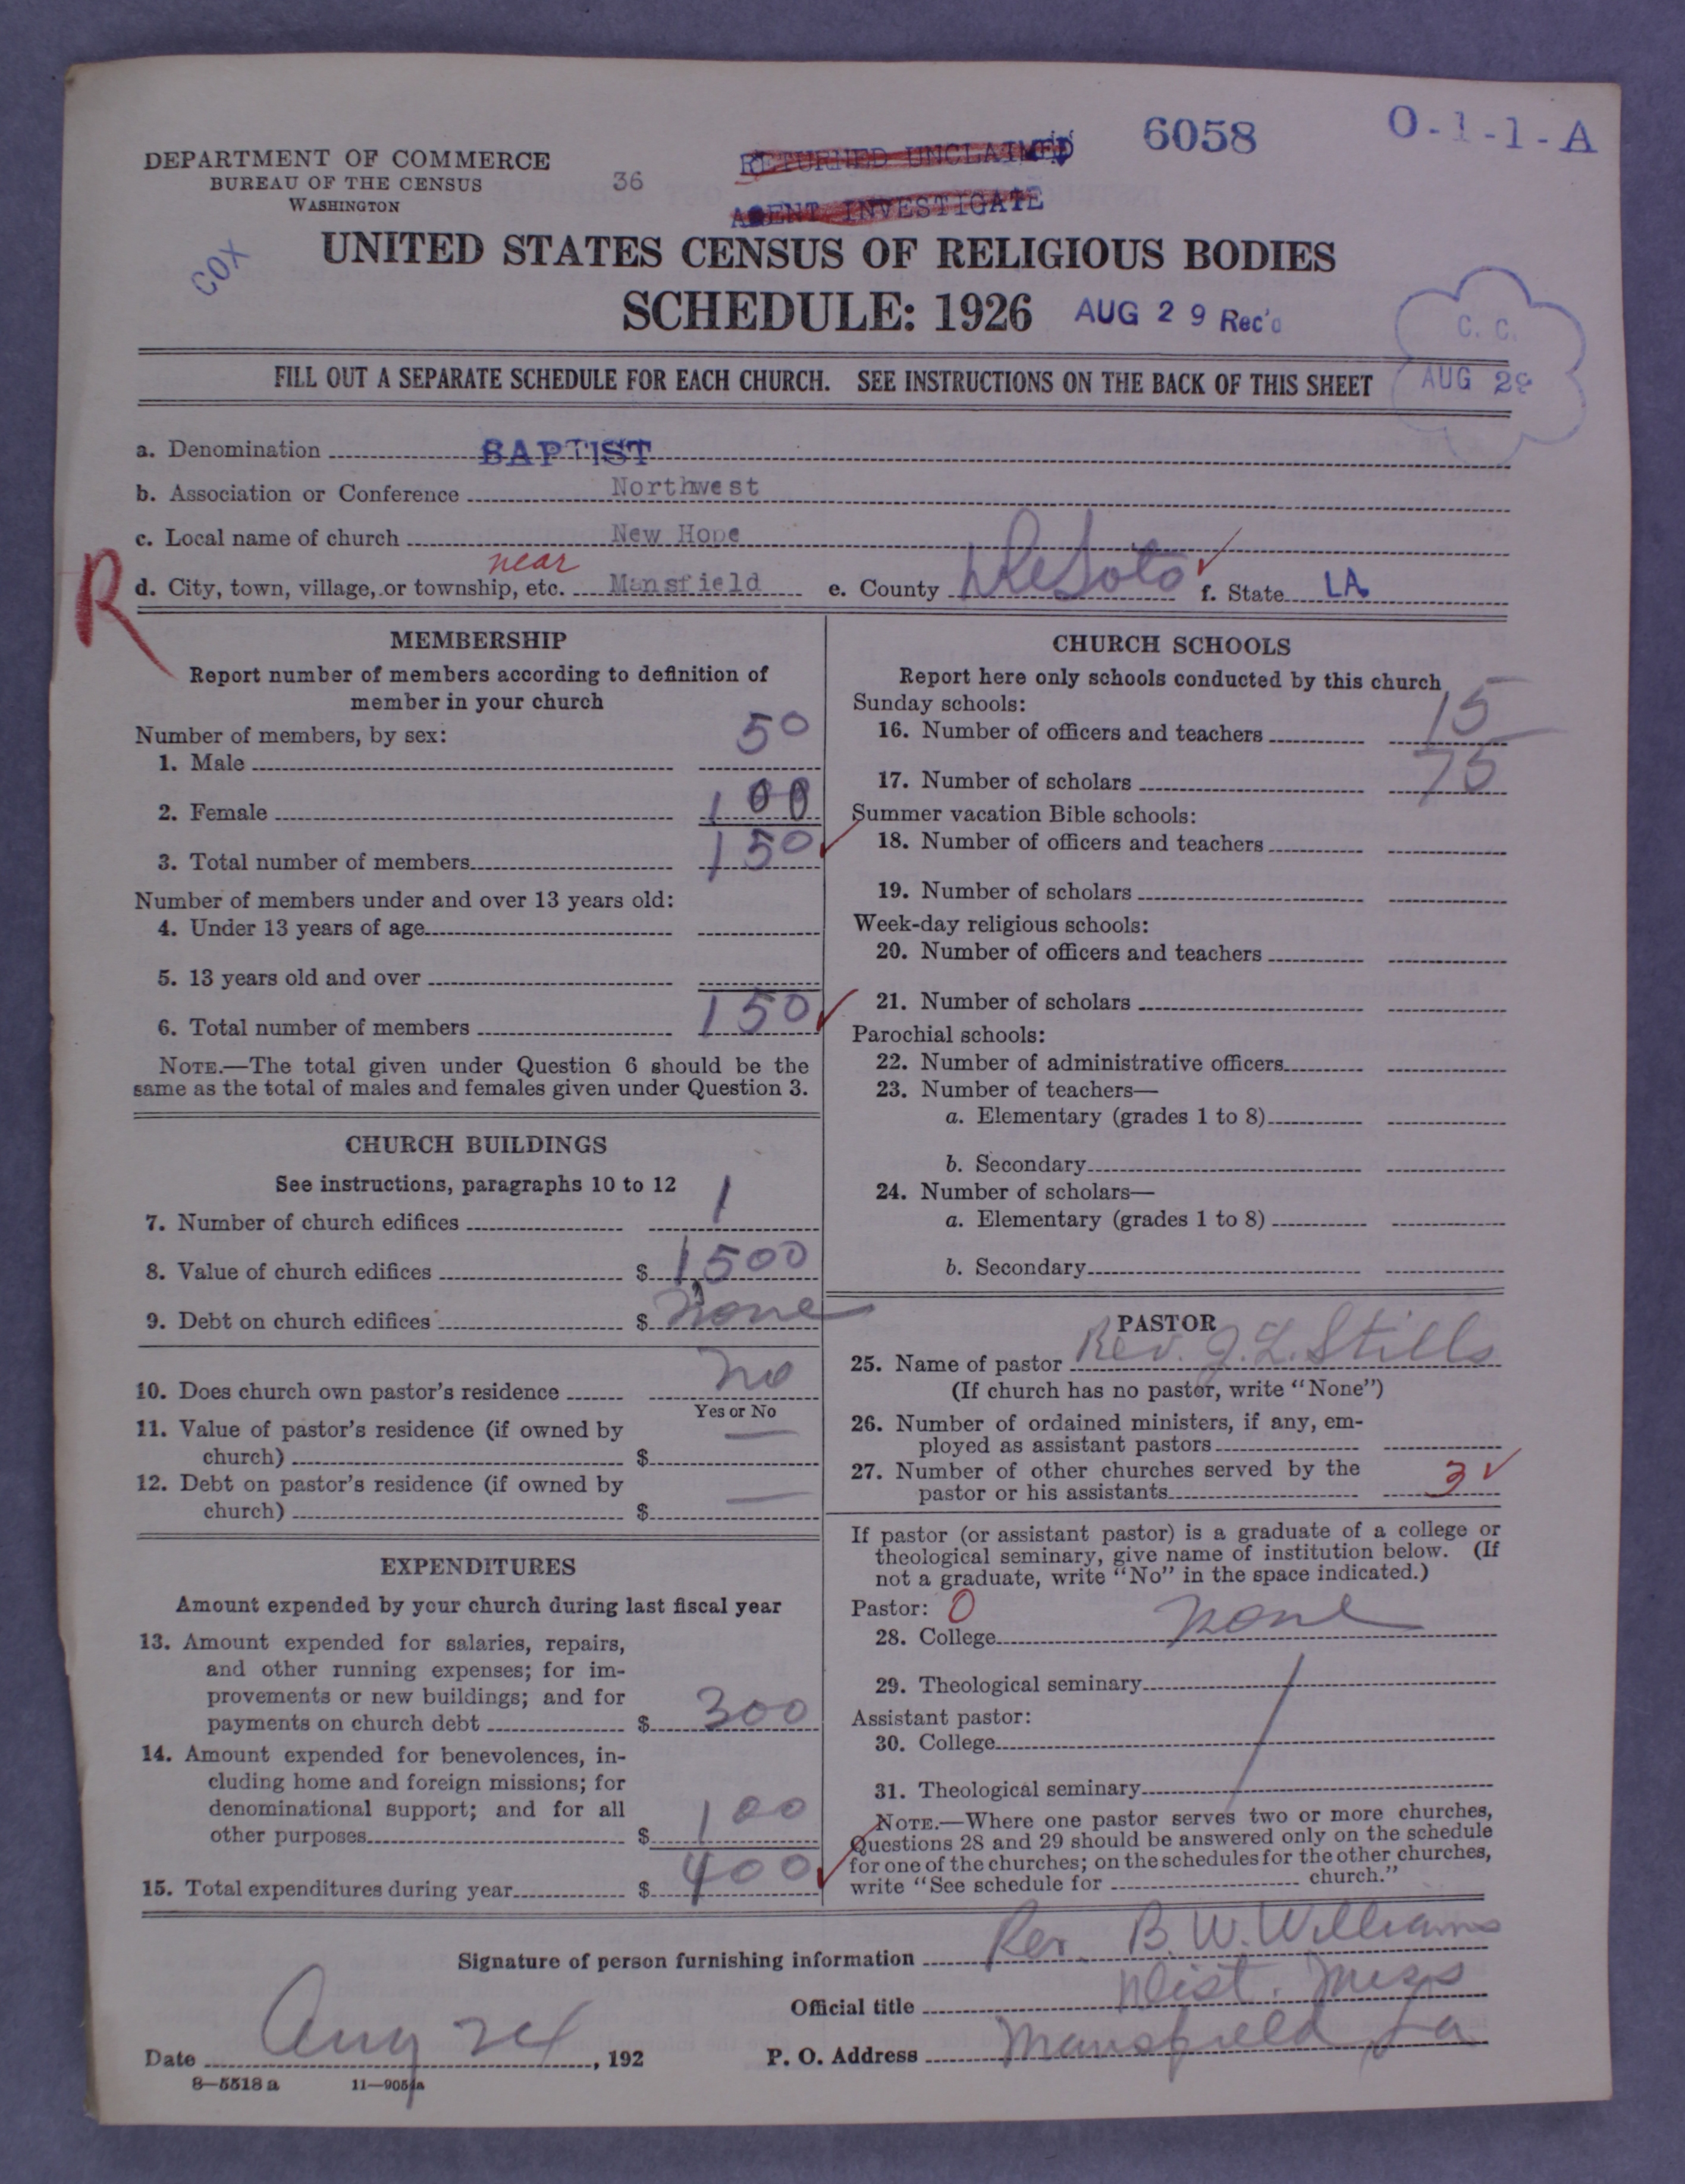 6058
O-1-1-A
DEPARTMENT OF COMMERCE
BUREAU OF THE CENSUS
WASHINGTON
36
RETURNED UNCLAIMED
AGENT INVESTIGATE
COX
UNITED STATES CENSUS OF RELIGIOUS BODIES
SCHEDULE: 1926 AUG 29 Rec'd
C. C.
AUG 29
FILL OUT A SEPARATE SCHEDULE FOR EACH CHURCH. SEE INSTRUCTIONS ON THE BACK OF THIS SHEET
a. Denomination BAPTIST
b. Association or Conference Northwest
c. Local name of church New Hope
near
R
d. City, town, village, or township, etc. Mansfield e. County DeSoto f. State LA
MEMBERSHIP
Report number of members according to definition of
member in your church
Number of members, by sex:
1. Male 50
2. Female 100
3. Total number of members 150
Number of members under and over 13 years old:
4. Under 13 years of age
5. 13 years old and over
6. Total number of members 150
NOTE.—The total given under Question 6 should be the
same as the total of males and females given under Question 3.
CHURCH BUILDINGS
See instructions, paragraphs 10 to 12
7. Number of church edifices 1
8. Value of church edifices $ 1,500
9. Debt on church edifices $ none
10. Does church own pastor's residence no
Yes or No
11. Value of pastor's residence (if owned by
church) $ —
12. Debt on pastor's residence (if owned by
church) $ —
EXPENDITURES
Amount expended by your church during last fiscal year
13. Amount expended for salaries, repairs,
and other running expenses; for im-
provements or new buildings; and for
payments on church debt $ 300
14. Amount expended for benevolences, in-
cluding home and foreign missions; for
denominational support; and for all
other purposes $ 100
15. Total expenditures during year $ 400
CHURCH SCHOOLS
Report here only schools conducted by this church
Sunday schools:
16. Number of officers and teachers 15
17. Number of scholars 75
Summer vacation Bible schools:
18. Number of officers and teachers
19. Number of scholars
Week-day religious schools:
20. Number of officers and teachers
21. Number of scholars
Parochial schools:
22. Number of administrative officers
23. Number of teachers—
a. Elementary (grades 1 to 8)
b. Secondary
24. Number of scholars—
a. Elementary (grades 1 to 8)
b. Secondary
PASTOR
25. Name of pastor Rev. J. L. Stills
(If church has no pastor, write "None")
26. Number of ordained ministers, if any, em-
ployed as assistant pastors
27. Number of other churches served by the
pastor or his assistants 3
If pastor (or assistant pastor) is a graduate of a college or
theological seminary, give name of institution below. (If
not a graduate, write "No" in the space indicated.)
Pastor: 0
28. College none
29. Theological seminary
Assistant pastor:
30. College
31. Theological seminary
NOTE.—Where one pastor serves two or more churches,
Questions 28 and 29 should be answered only on the schedule
for one of the churches; on the schedules for the other churches,
write "See schedule for church."
Signature of person furnishing information Rev. B. W. Williams
Official title Dist. Miss
Date Aug 24, 192 P. O. Address Mansfield La
8—5518 a 11—9054a